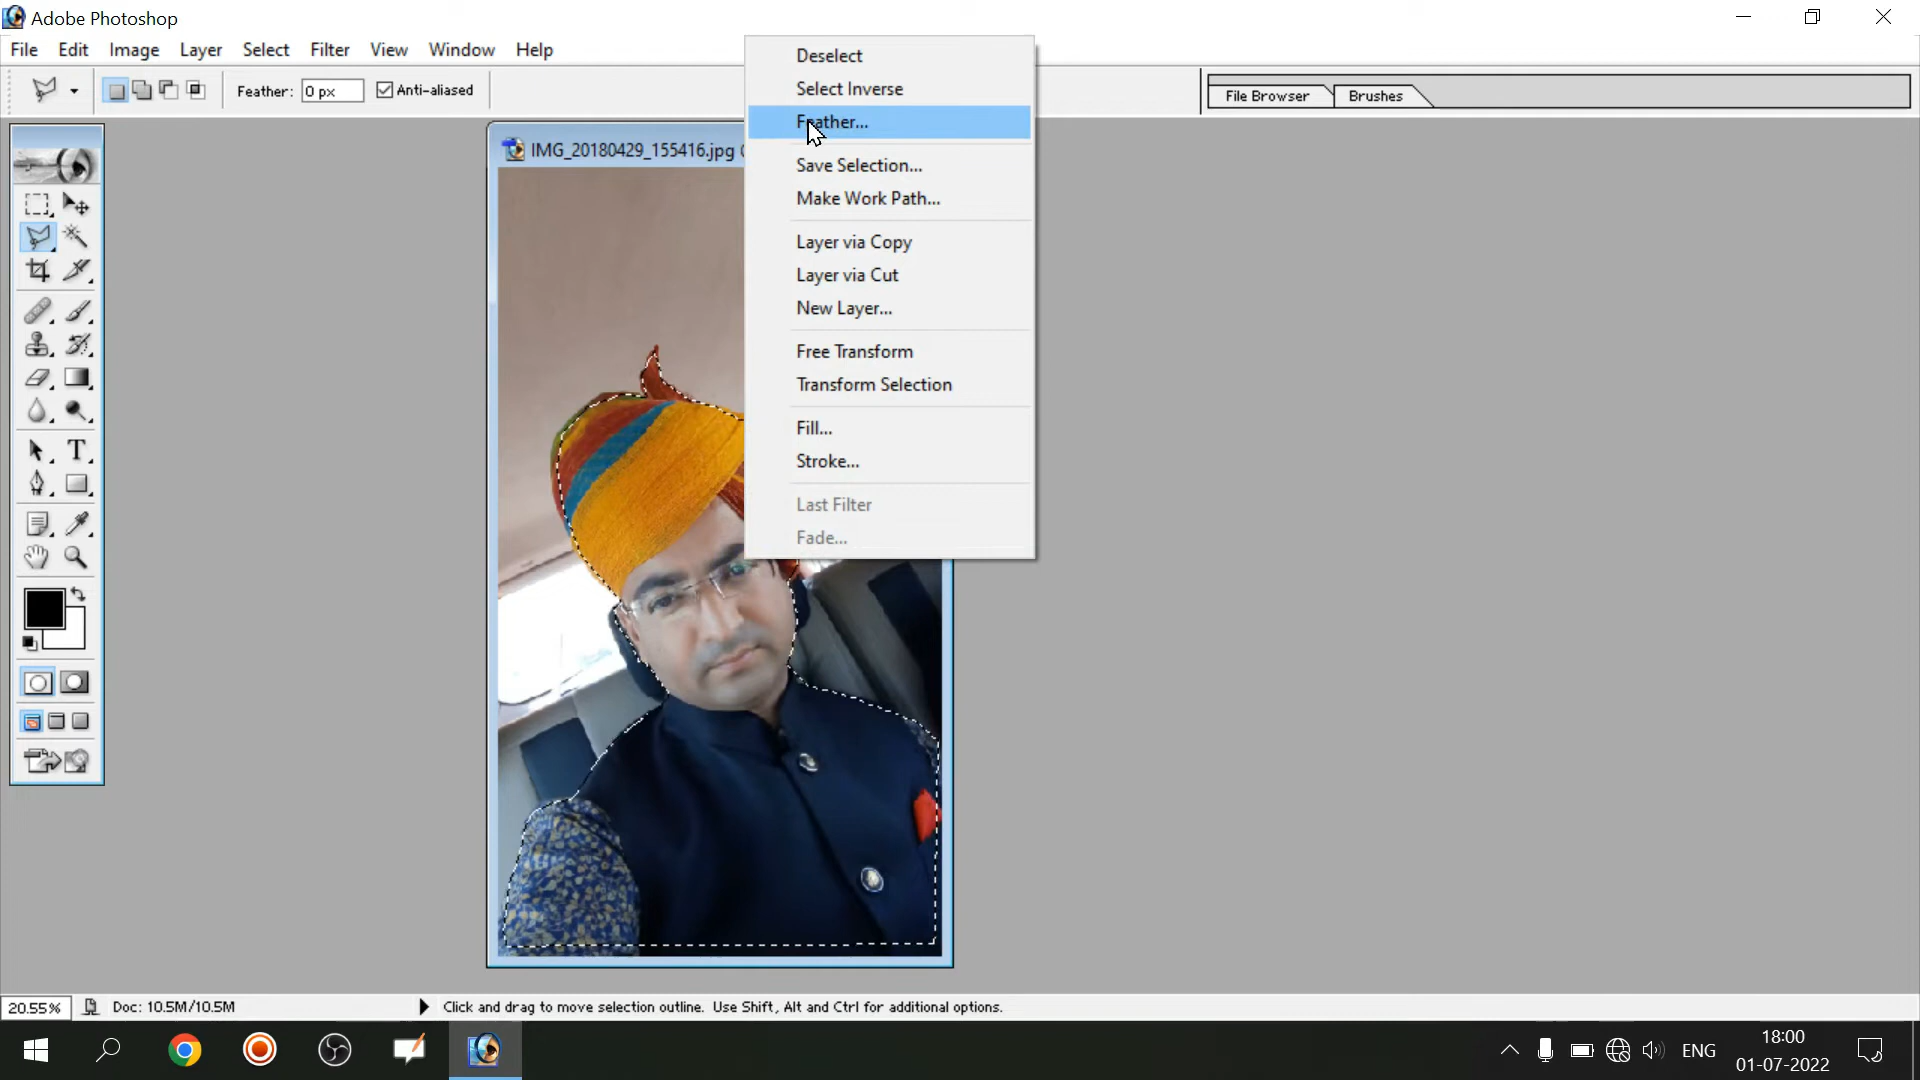 Adobe Photoshop
File Edit Image Layer Select Filter View Window Help
Feather: 0 px Anti-aliased
File Browser Brushes
IMG_20180429_155416.jpg
Deselect
Select Inverse
Feather...
Save Selection...
Make Work Path...
Layer via Copy
Layer via Cut
New Layer...
Free Transform
Transform Selection
Fill...
Stroke...
Last Filter
Fade...
T
20.55% Doc: 10.5M/10.5M Click and drag to move selection outline. Use Shift, Alt and Ctrl for additional options.
ENG
18:00
01-07-2022